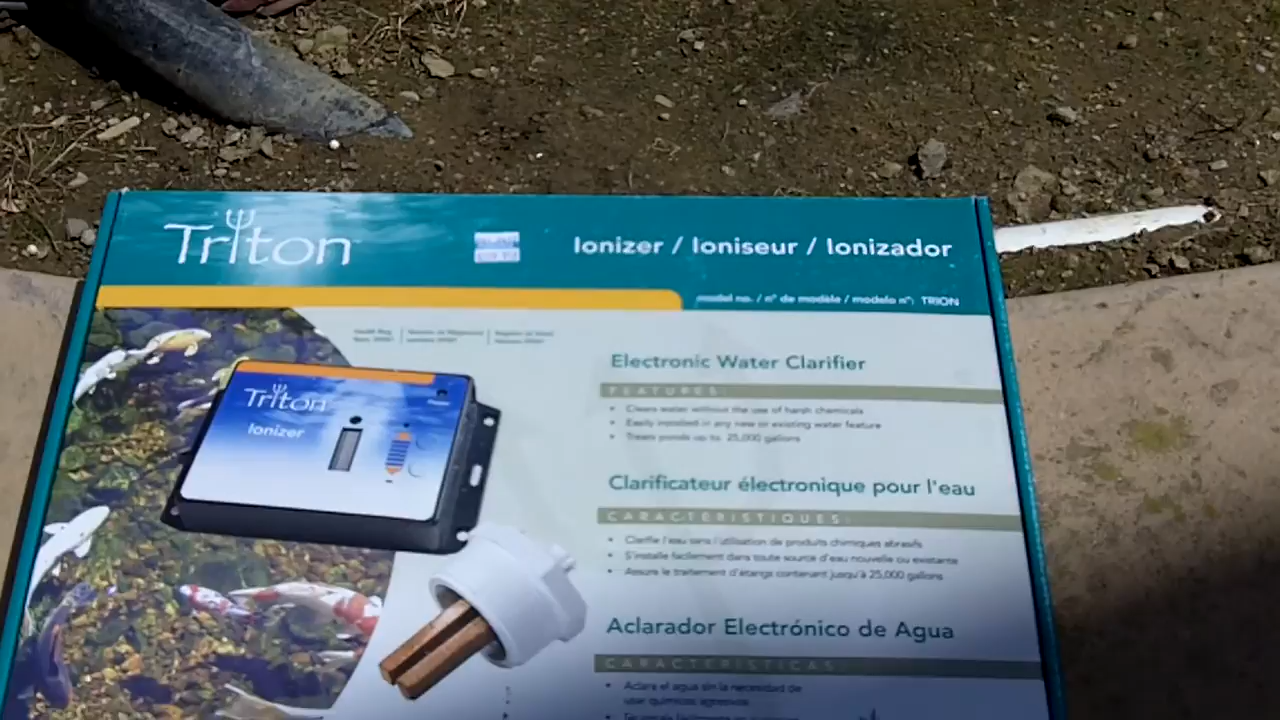 Triton
Ionizer / Ioniseur / Ionizador
model no. / nº de modèle / modelo nº: TRION
Electronic Water Clarifier
FEATURES:
• Clears water without the use of harsh chemicals
• Easily installed in any new or existing water feature
• Treats ponds up to 25,000 gallons
Triton
Ionizer
Clarificateur électronique pour l'eau
CARACTÉRISTIQUES:
• Clarifie l'eau sans l'utilisation de produits chimiques abrasifs
• S'installe facilement dans toute source d'eau nouvelle ou existante
• Assure le traitement d'étangs contenant jusqu'à 25,000 gallons
Aclarador Electrónico de Agua
CARACTERÍSTICAS:
• Aclara el agua sin la necesidad de
usar químicos agresivos